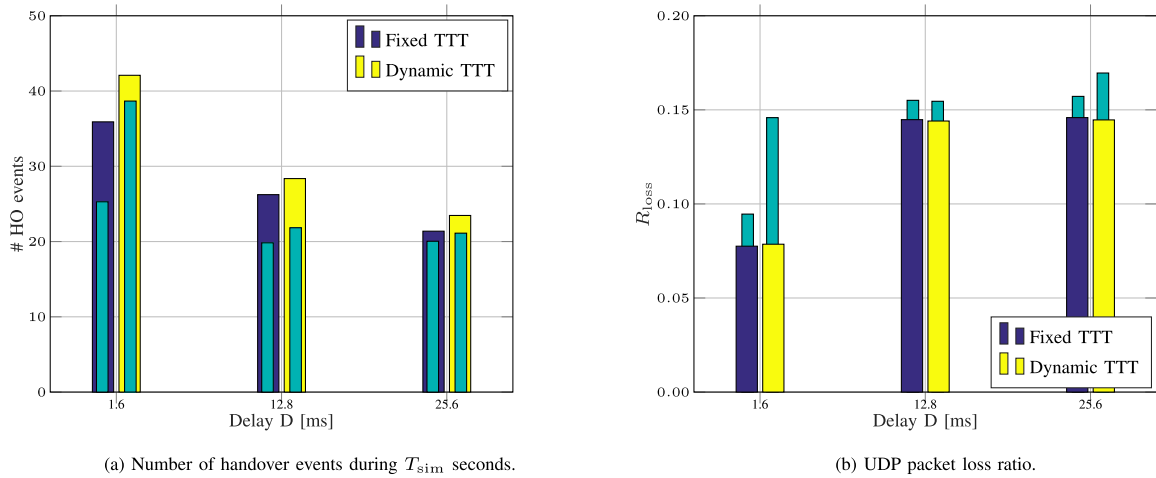 50
40
30
20
10
0
# HO events
Fixed TTT
Dynamic TTT
1.6 12.8 25.6
Delay D [ms]
(a) Number of handover events during T_sim seconds.
0.20
0.15
0.10
0.05
0.00
R_loss
Fixed TTT
Dynamic TTT
1.6 12.8 25.6
Delay D [ms]
(b) UDP packet loss ratio.